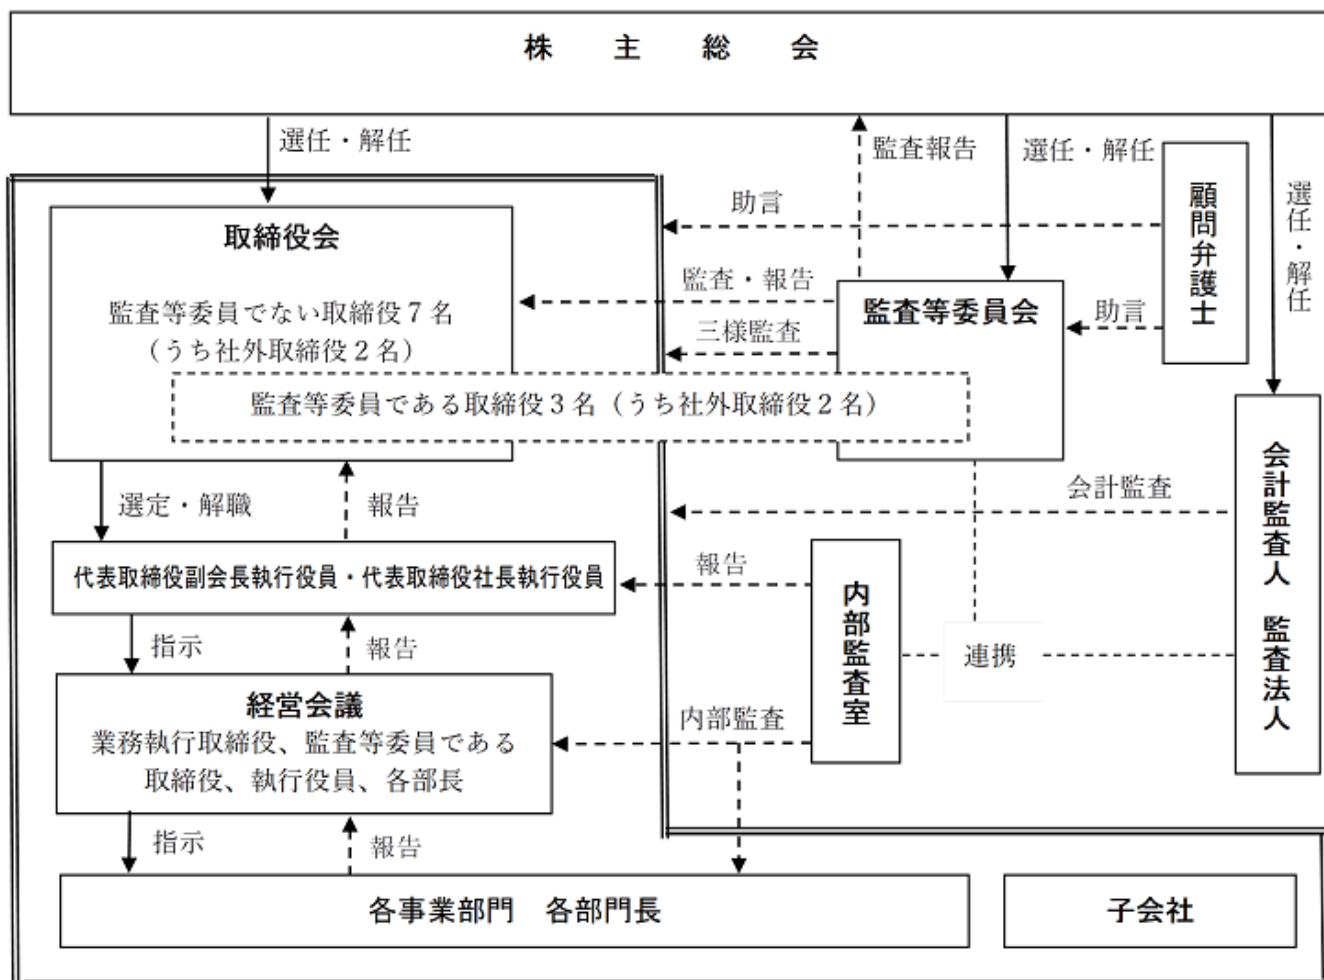 株主総会
選任・解任
監査報告
選任・解任
選任・解任
顧問弁護士
助言
取締役会
監査等委員でない取締役７名
（うち社外取締役２名）
監査・報告
三様監査
監査等委員会
助言
監査等委員である取締役３名（うち社外取締役２名）
選定・解職
報告
会計監査
会計監査人　監査法人
代表取締役副会長執行役員・代表取締役社長執行役員
報告
内部監査室
連携
指示
報告
経営会議
業務執行取締役、監査等委員である
取締役、執行役員、各部長
内部監査
指示
報告
各事業部門　各部門長
子会社